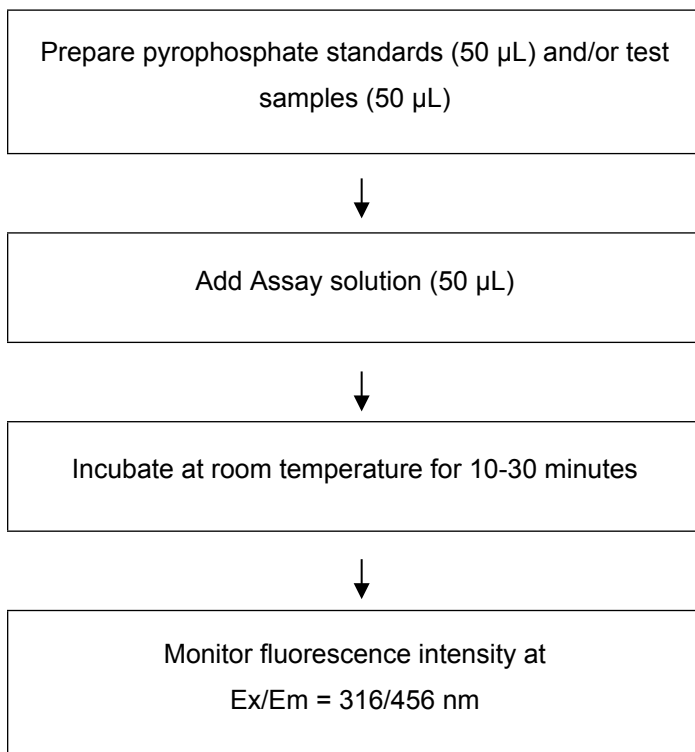 Prepare pyrophosphate standards (50 µL) and/or test
samples (50 µL)
Add Assay solution (50 µL)
Incubate at room temperature for 10-30 minutes
Monitor fluorescence intensity at
Ex/Em = 316/456 nm